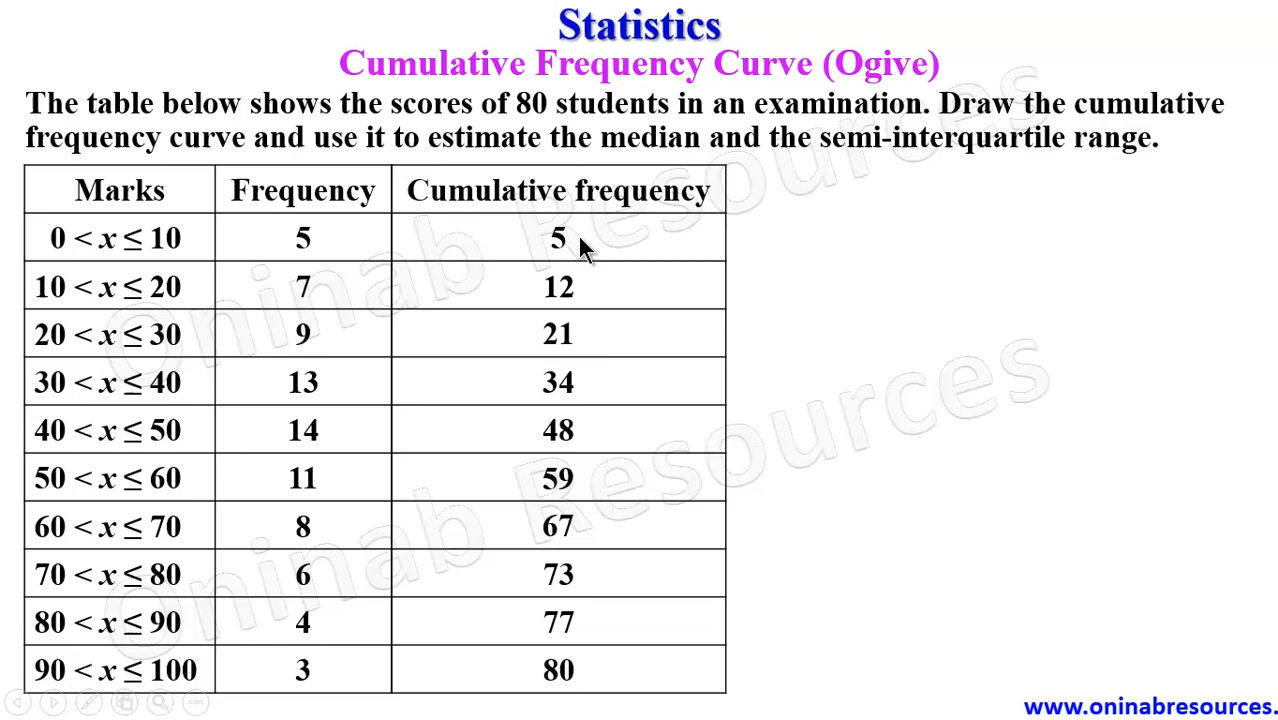 Statistics
Cumulative Frequency Curve (Ogive)
The table below shows the scores of 80 students in an examination. Draw the cumulative
frequency curve and use it to estimate the median and the semi-interquartile range.
Marks Frequency Cumulative frequency
0 < x ≤ 10 5 5
10 < x ≤ 20 7 12
20 < x ≤ 30 9 21
30 < x ≤ 40 13 34
40 < x ≤ 50 14 48
50 < x ≤ 60 11 59
60 < x ≤ 70 8 67
70 < x ≤ 80 6 73
80 < x ≤ 90 4 77
90 < x ≤ 100 3 80
Oninab Resources
Oninab Resources
www.oninabresources.